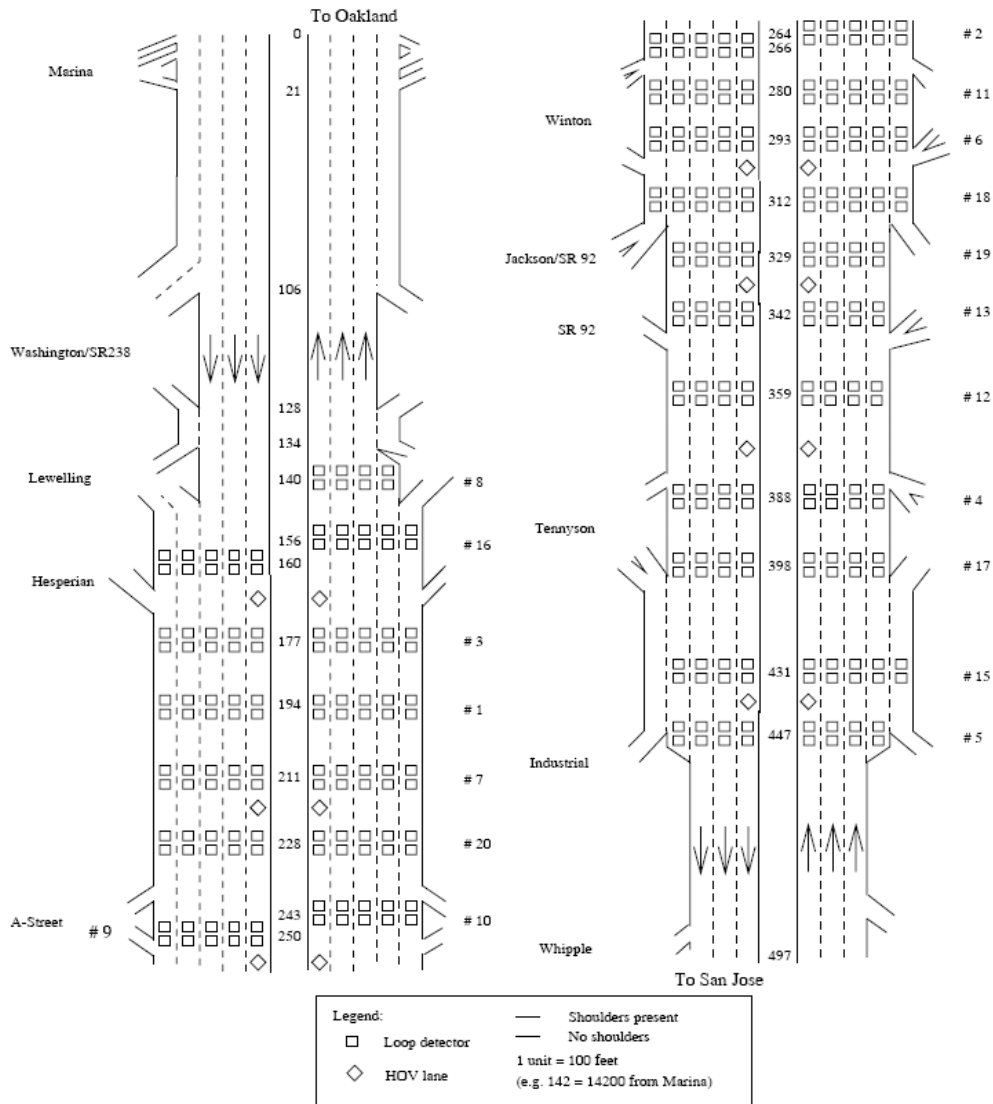 To Oakland
0
Marina
21
106
Washington/SR238
128
134
Lewelling
140
# 8
156
# 16
160
Hesperian
177
# 3
194
# 1
211
# 7
228
# 20
A-Street
# 9
243
# 10
250
264
# 2
266
280
# 11
Winton
293
# 6
312
# 18
Jackson/SR 92
329
# 19
SR 92
342
# 13
359
# 12
388
# 4
Tennyson
398
# 17
431
# 15
447
# 5
Industrial
Whipple
497
To San Jose
Legend:
Loop detector
HOV lane
Shoulders present
No shoulders
1 unit = 100 feet
(e.g. 142 = 14200 from Marina)